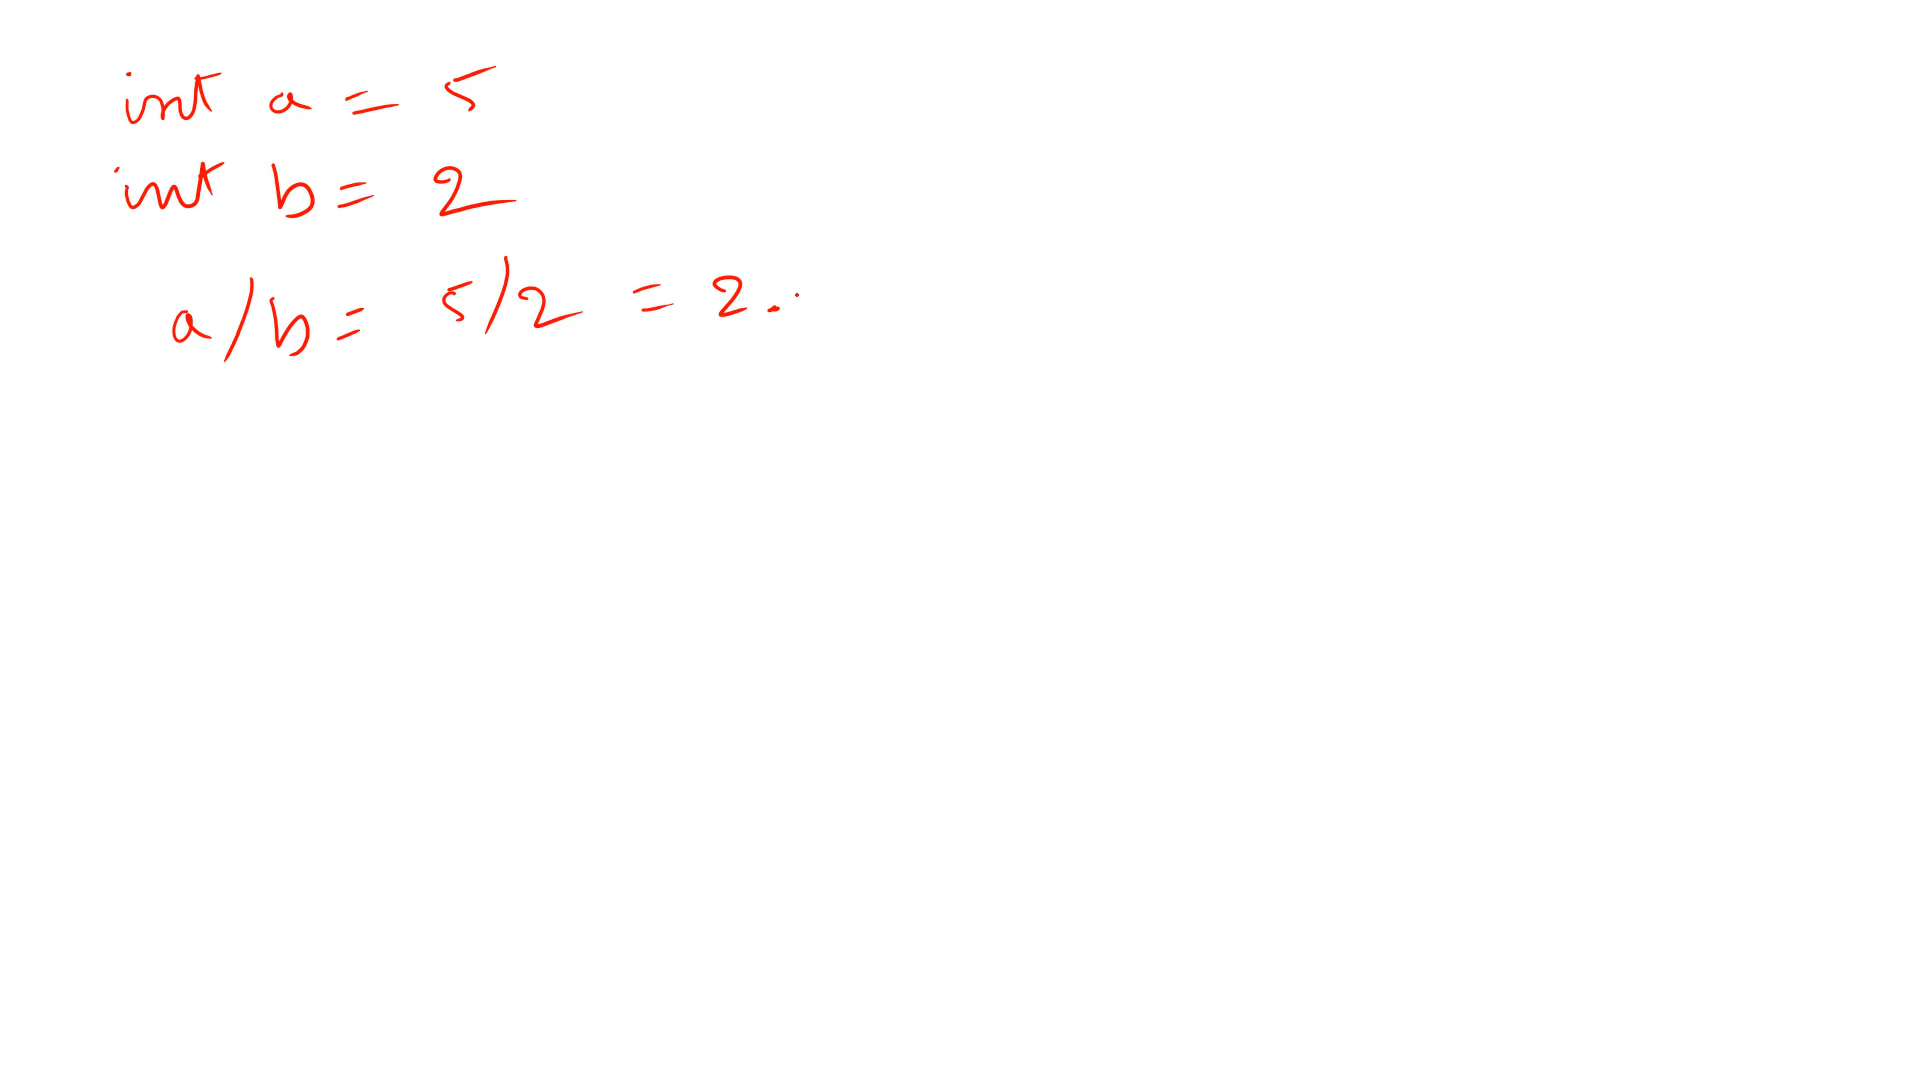 int a = 5
int b = 2
a/b = 5/2 = 2.